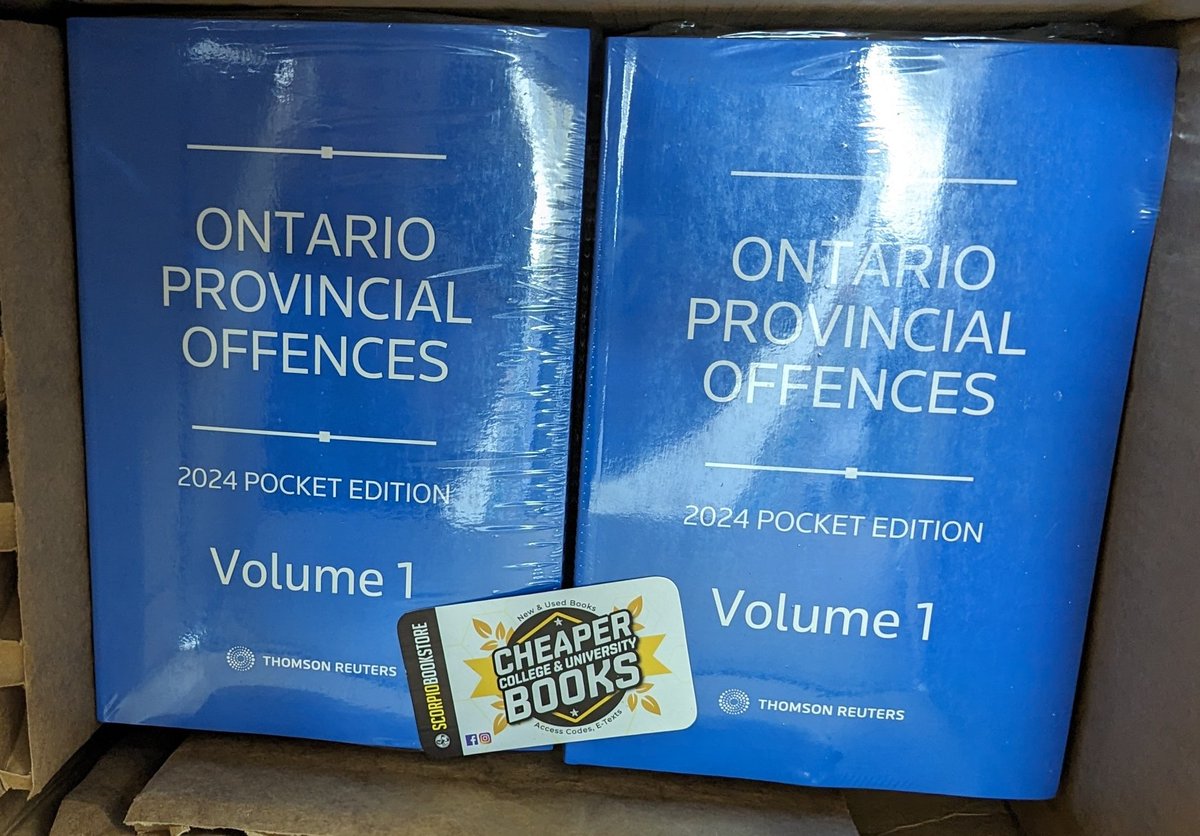 ONTARIO
PROVINCIAL
OFFENCES
2024 POCKET EDITION
Volume 1
THOMSON REUTERS
ONTARIO
PROVINCIAL
OFFENCES
2024 POCKET EDITION
Volume 1
THOMSON REUTERS
SCORPIOBOOKSTORE
New & Used Books
CHEAPER
COLLEGE & UNIVERSITY
BOOKS
Access Codes, E-Texts